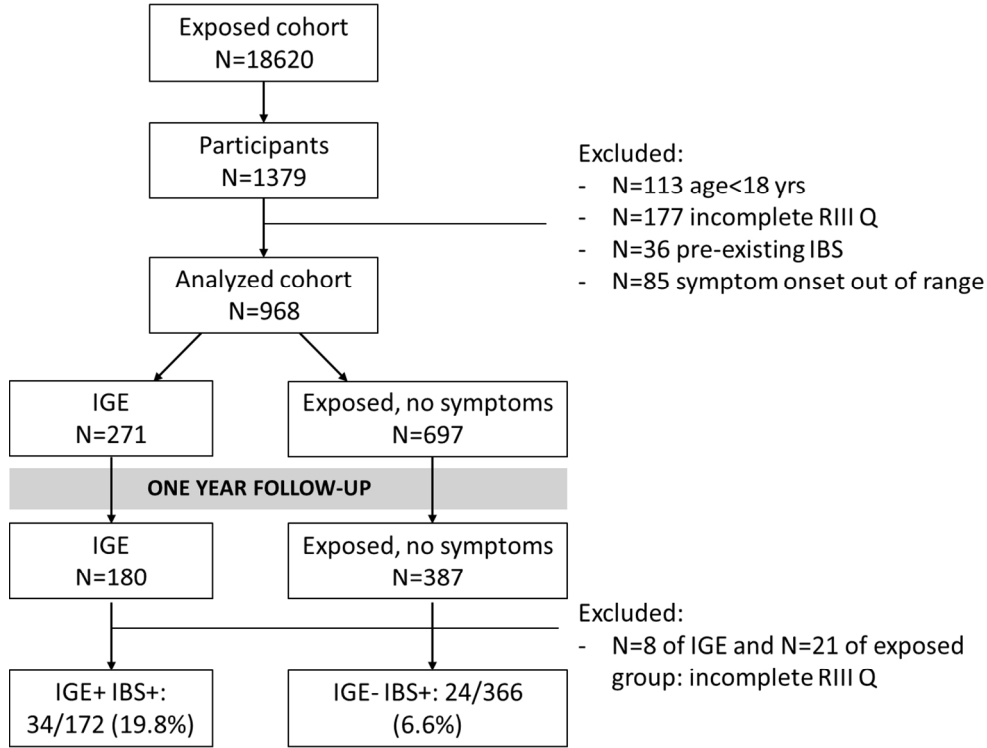 Exposed cohort
N=18620
Participants
N=1379
Excluded:
- N=113 age<18 yrs
- N=177 incomplete RIII Q
- N=36 pre-existing IBS
- N=85 symptom onset out of range
Analyzed cohort
N=968
IGE
N=271
Exposed, no symptoms
N=697
ONE YEAR FOLLOW-UP
IGE
N=180
Exposed, no symptoms
N=387
Excluded:
- N=8 of IGE and N=21 of exposed
group: incomplete RIII Q
IGE+ IBS+:
34/172 (19.8%)
IGE- IBS+: 24/366
(6.6%)